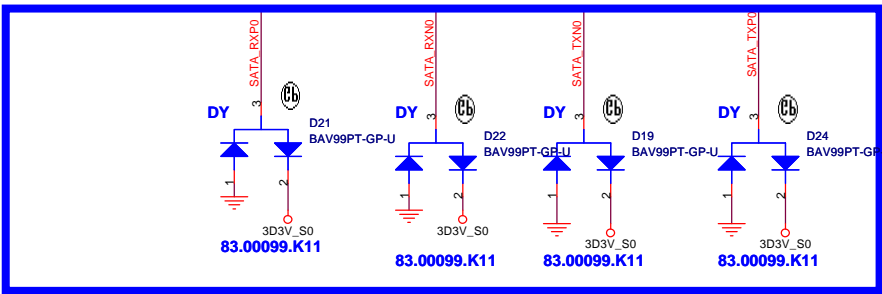 SATA_RXP0
SATA_RXN0
SATA_TXN0
SATA_TXP0
DY
3
D21
BAV99PT-GP-U
1
2
3D3V_S0
83.00099.K11
DY
3
D22
BAV99PT-GP-U
1
2
3D3V_S0
83.00099.K11
DY
3
D19
BAV99PT-GP-U
1
2
3D3V_S0
83.00099.K11
DY
3
D24
BAV99PT-GP
1
2
3D3V_S0
83.00099.K11